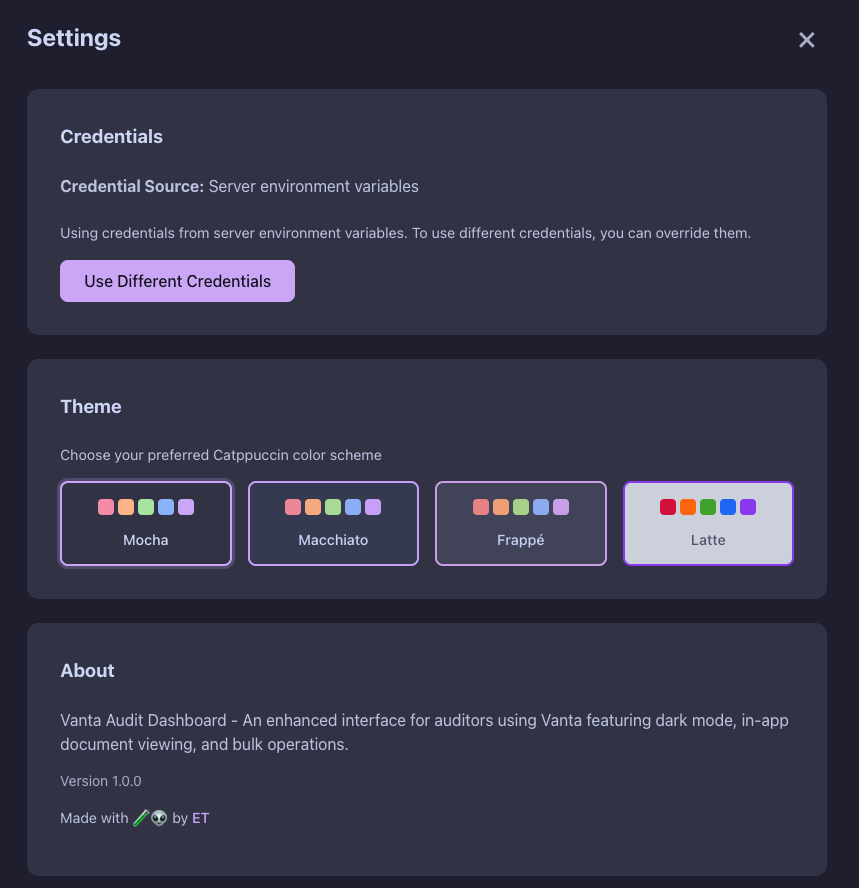 Settings
Credentials
Credential Source: Server environment variables
Using credentials from server environment variables. To use different credentials, you can override them.
Use Different Credentials
Theme
Choose your preferred Catppuccin color scheme
Mocha
Macchiato
Frappé
Latte
About
Vanta Audit Dashboard - An enhanced interface for auditors using Vanta featuring dark mode, in-app
document viewing, and bulk operations.
Version 1.0.0
Made with 🧪👽 by ET